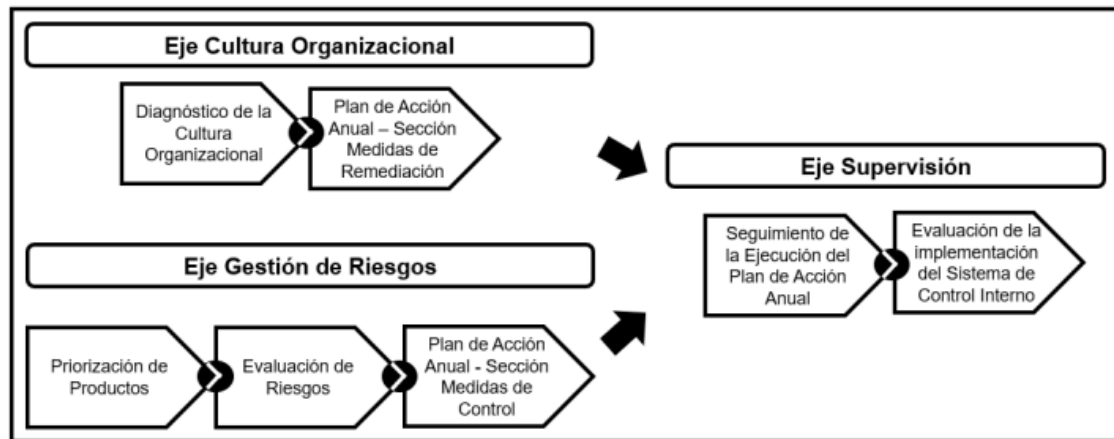 Eje Cultura Organizacional
Diagnóstico de la
Cultura
Organizacional
Plan de Acción
Anual – Sección
Medidas de
Remediación
Eje Gestión de Riesgos
Priorización de
Productos
Evaluación de
Riesgos
Plan de Acción
Anual - Sección
Medidas de
Control
Eje Supervisión
Seguimiento de
la Ejecución del
Plan de Acción
Anual
Evaluación de la
implementación
del Sistema de
Control Interno